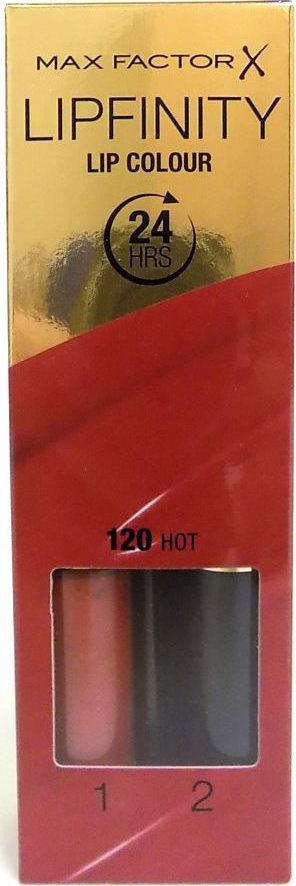 MAX FACTOR X
LIPFINITY
LIP COLOUR
24
HRS
120 HOT
1 2